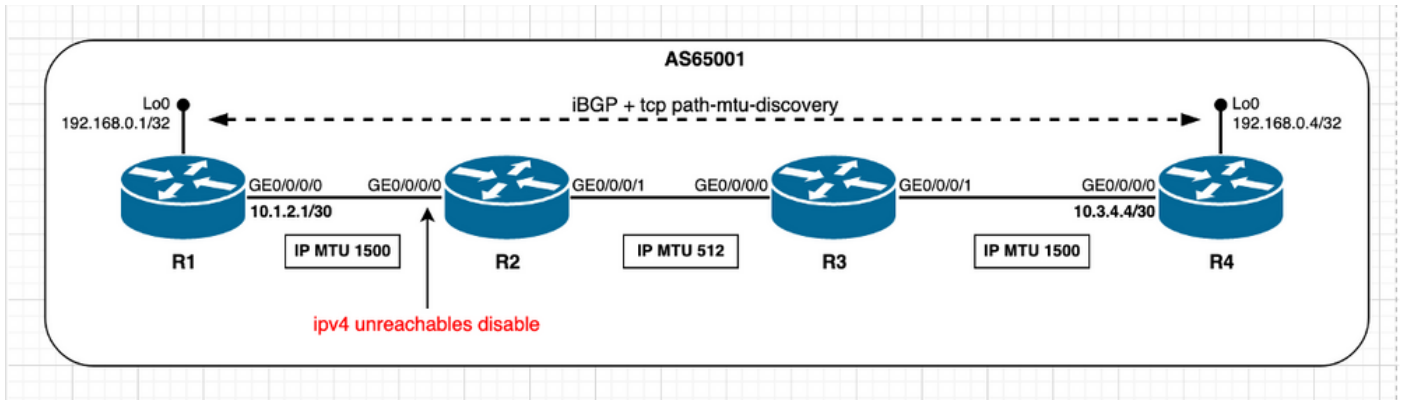 AS65001
iBGP + tcp path-mtu-discovery
Lo0
192.168.0.1/32
Lo0
192.168.0.4/32
GE0/0/0/0
GE0/0/0/0
GE0/0/0/1
GE0/0/0/0
GE0/0/0/1
GE0/0/0/0
10.1.2.1/30
10.3.4.4/30
IP MTU 1500
IP MTU 512
IP MTU 1500
R1
R2
R3
R4
ipv4 unreachables disable